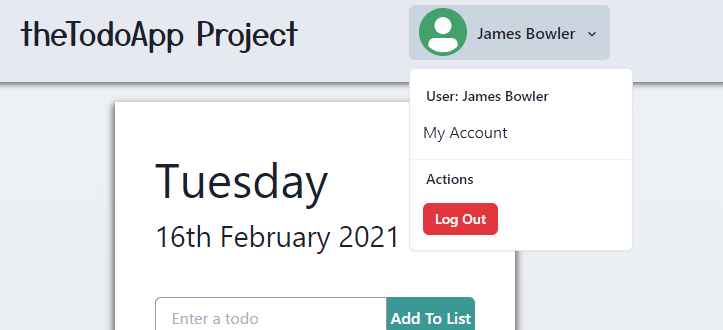 theTodoApp Project
James Bowler
User: James Bowler
My Account
Actions
Log Out
Tuesday
16th February 2021
Enter a todo
Add To List